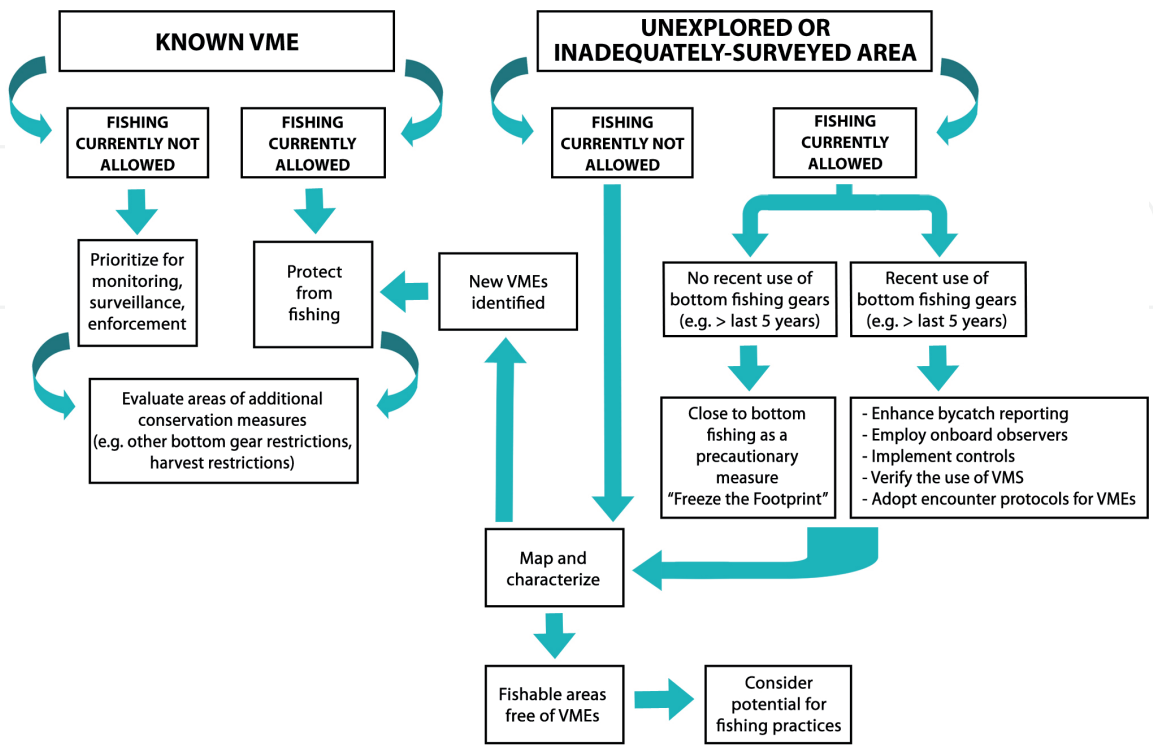 KNOWN VME
UNEXPLORED OR
INADEQUATELY-SURVEYED AREA
FISHING
CURRENTLY NOT
ALLOWED
FISHING
CURRENTLY
ALLOWED
FISHING
CURRENTLY NOT
ALLOWED
FISHING
CURRENTLY
ALLOWED
Prioritize for
monitoring,
surveillance,
enforcement
Protect
from
fishing
New VMEs
identified
No recent use of
bottom fishing gears
(e.g. > last 5 years)
Recent use of
bottom fishing gears
(e.g. > last 5 years)
Evaluate areas of additional
conservation measures
(e.g. other bottom gear restrictions,
harvest restrictions)
Close to bottom
fishing as a
precautionary
measure
“Freeze the Footprint”
- Enhance bycatch reporting
- Employ onboard observers
- Implement controls
- Verify the use of VMS
- Adopt encounter protocols for VMEs
Map and
characterize
Fishable areas
free of VMEs
Consider
potential for
fishing practices